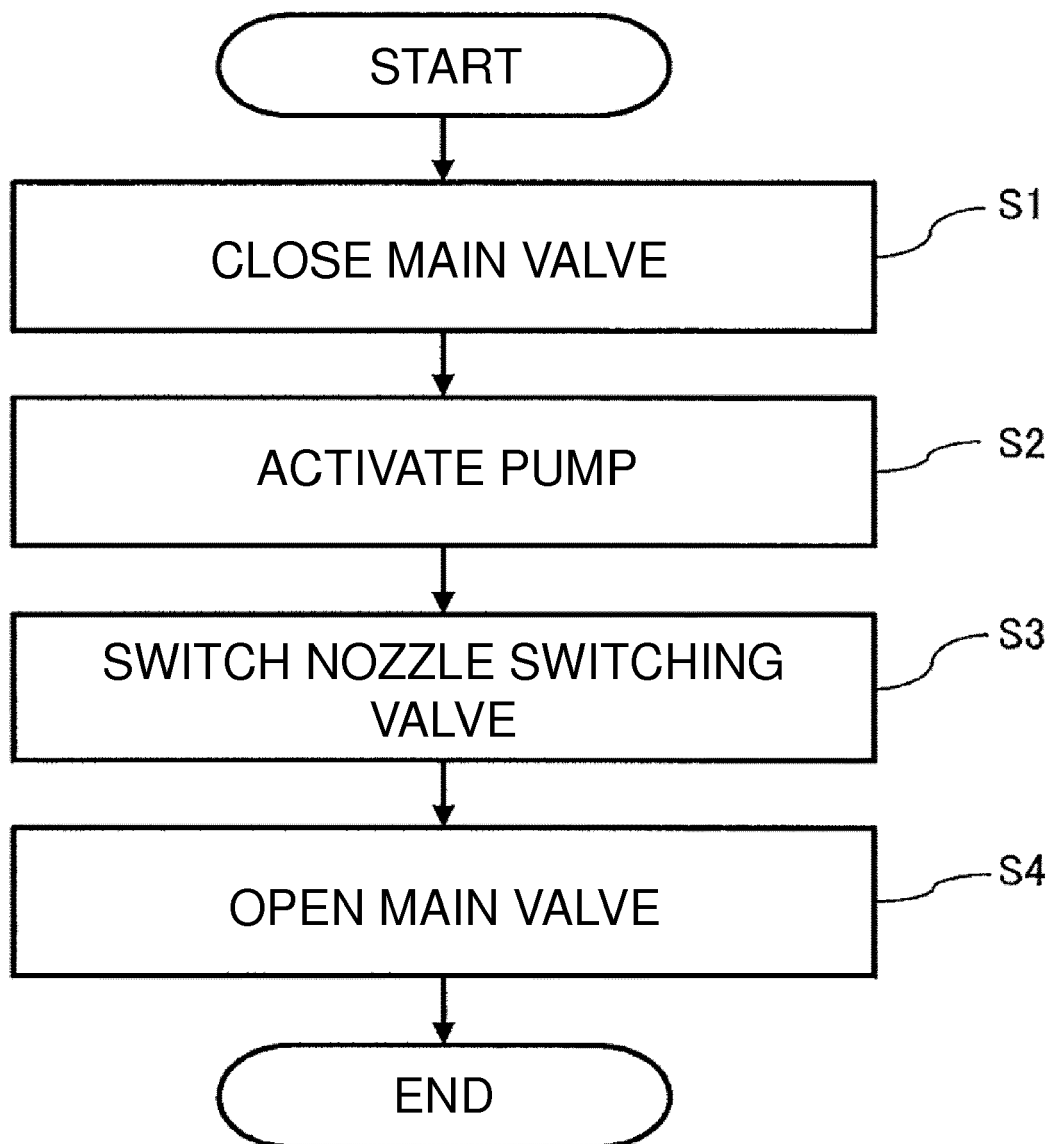 START
CLOSE MAIN VALVE
S1
ACTIVATE PUMP
S2
SWITCH NOZZLE SWITCHING
VALVE
S3
OPEN MAIN VALVE
S4
END